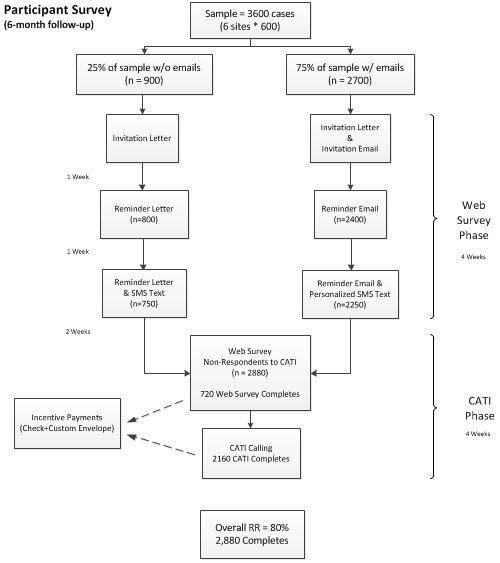 Participant Survey
(6-month follow-up)
Sample = 3600 cases
(6 sites * 600)
25% of sample w/o emails
(n = 900)
75% of sample w/ emails
(n = 2700)
Invitation Letter
Invitation Letter
&
Invitation Email
1 Week
Reminder Letter
(n=800)
Reminder Email
(n=2400)
Web
Survey
Phase
4 Weeks
1 Week
Reminder Letter
& SMS Text
(n=750)
Reminder Email &
Personalized SMS Text
(n=2250)
2 Weeks
Web Survey
Non-Respondents to CATI
(n = 2880)
720 Web Survey Completes
Incentive Payments
(Check+Custom Envelope)
CATI Calling
2160 CATI Completes
CATI
Phase
4 Weeks
Overall RR = 80%
2,880 Completes